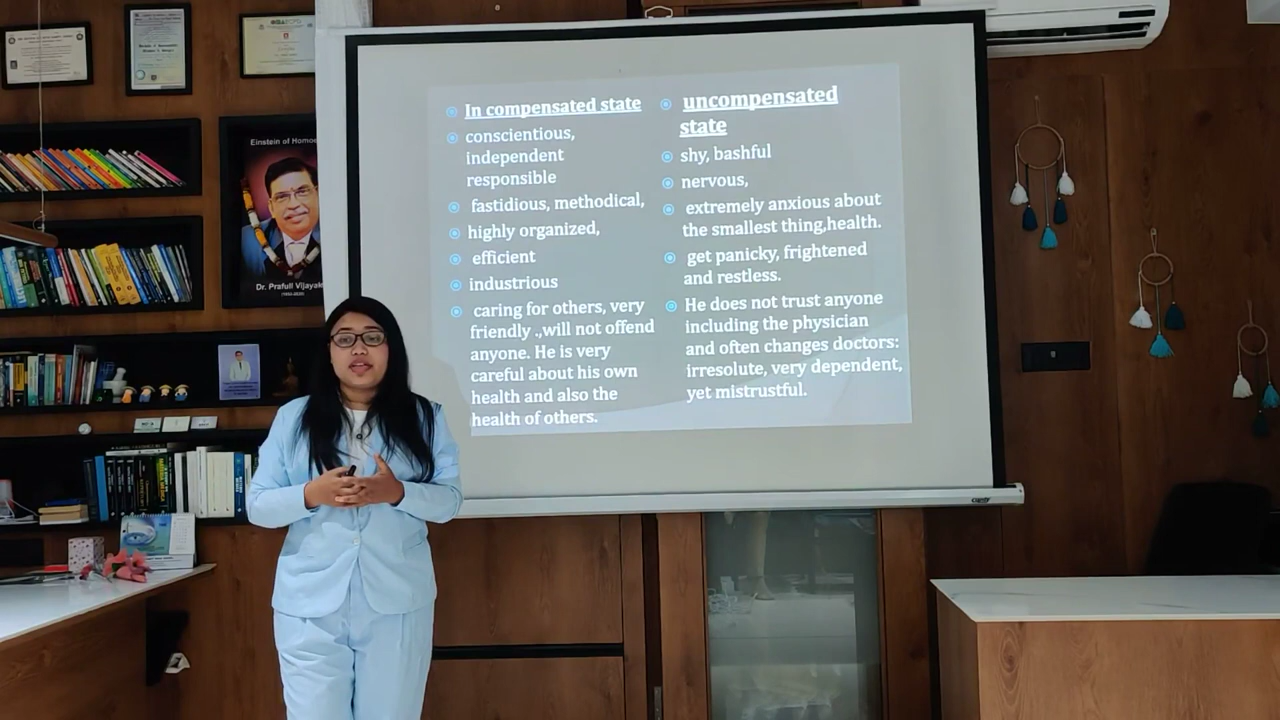 Einstein of Homoe
Dr. Prafull Vijayak
In compensated state
conscientious,
independent
responsible
fastidious, methodical,
highly organized,
efficient
industrious
caring for others, very
friendly .,will not offend
anyone. He is very
careful about his own
health and also the
health of others.
uncompensated
state
shy, bashful
nervous,
extremely anxious about
the smallest thing,health.
get panicky, frightened
and restless.
He does not trust anyone
including the physician
and often changes doctors:
irresolute, very dependent,
yet mistrustful.